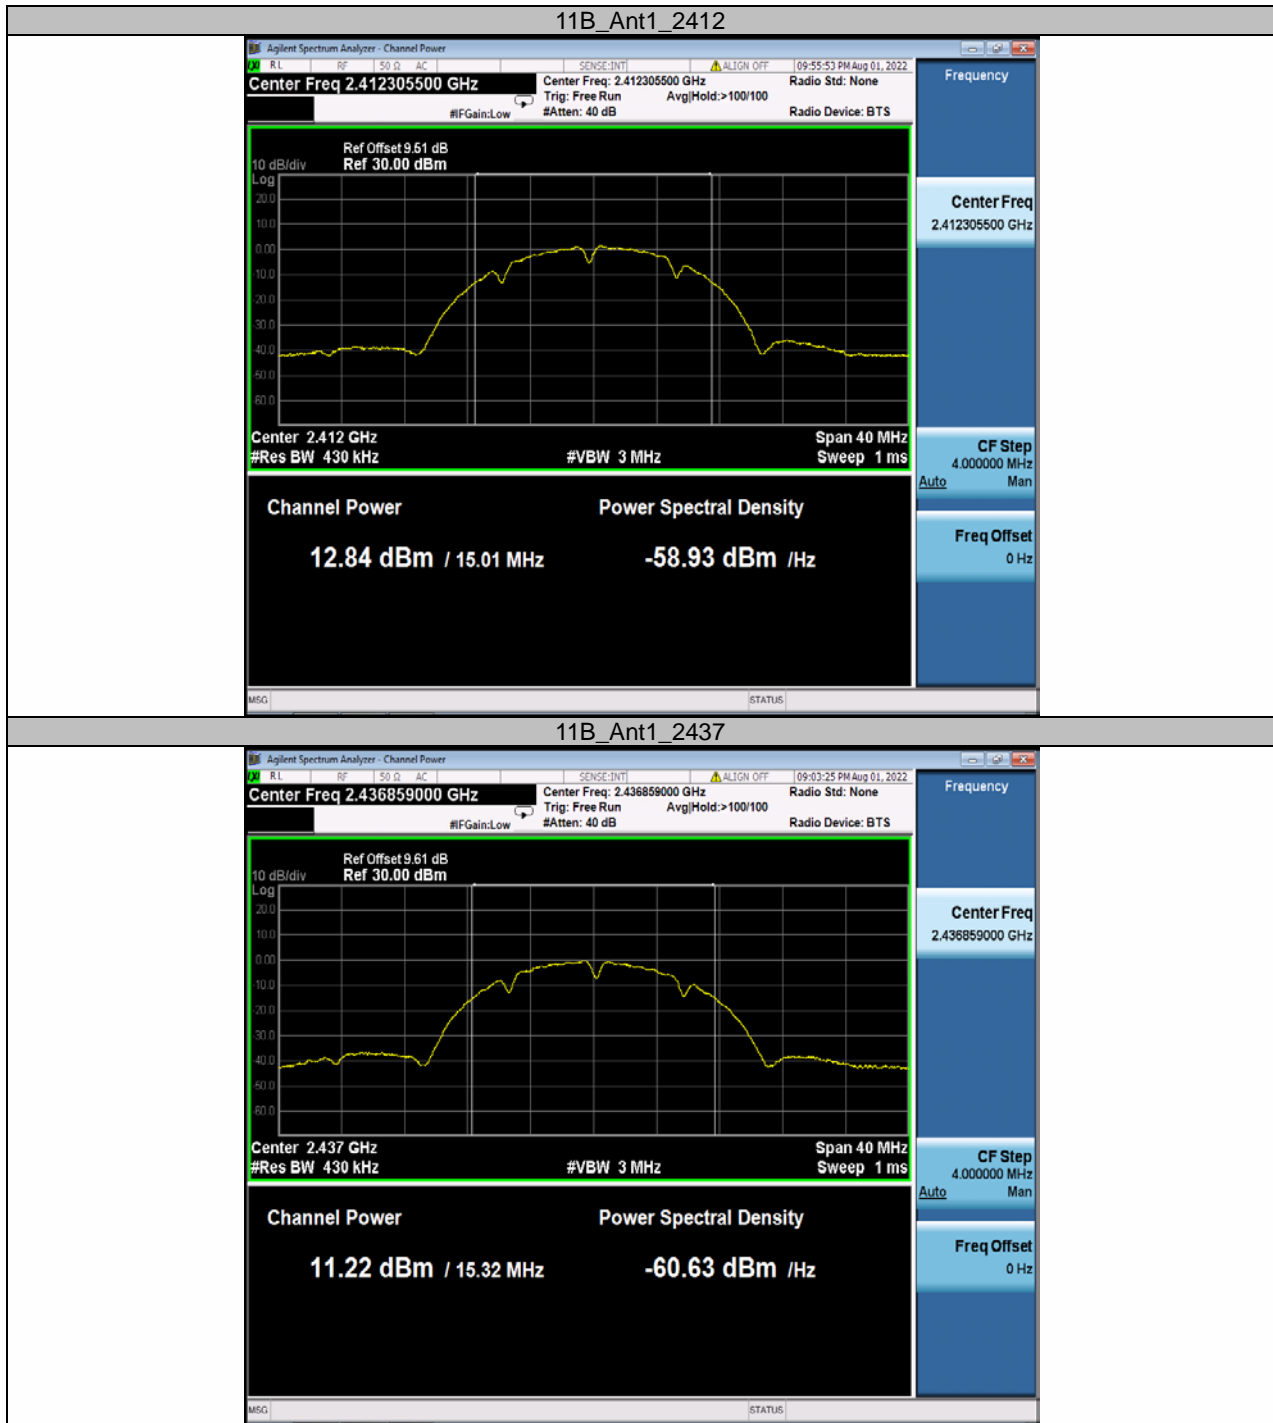 11B_Ant1_2412
Agilent Spectrum Analyzer - Channel Power
RL RF 50 Ω AC SENSE:INT ALIGN OFF 09:55:53 PM Aug 01, 2022
Center Freq 2.412305500 GHz
Center Freq: 2.412305500 GHz
Radio Std: None
Trig: Free Run Avg|Hold:>100/100
#IFGain:Low
#Atten: 40 dB
Radio Device: BTS
Frequency
Ref Offset 9.51 dB
10 dB/div Ref 30.00 dBm
Log
20.0
10.0
0.00
-10.0
-20.0
-30.0
-40.0
-50.0
-60.0
Center 2.412 GHz Span 40 MHz
#Res BW 430 kHz #VBW 3 MHz Sweep 1 ms
Center Freq
2.412305500 GHz
CF Step
4.000000 MHz
Auto Man
Freq Offset
0 Hz
Channel Power Power Spectral Density
12.84 dBm / 15.01 MHz -58.93 dBm /Hz
MSG STATUS
11B_Ant1_2437
Agilent Spectrum Analyzer - Channel Power
RL RF 50 Ω AC SENSE:INT ALIGN OFF 09:03:25 PM Aug 01, 2022
Center Freq 2.436859000 GHz
Center Freq: 2.436859000 GHz
Radio Std: None
Trig: Free Run Avg|Hold:>100/100
#IFGain:Low
#Atten: 40 dB
Radio Device: BTS
Frequency
Ref Offset 9.61 dB
10 dB/div Ref 30.00 dBm
Log
20.0
10.0
0.00
-10.0
-20.0
-30.0
-40.0
-50.0
-60.0
Center 2.437 GHz Span 40 MHz
#Res BW 430 kHz #VBW 3 MHz Sweep 1 ms
Center Freq
2.436859000 GHz
CF Step
4.000000 MHz
Auto Man
Freq Offset
0 Hz
Channel Power Power Spectral Density
11.22 dBm / 15.32 MHz -60.63 dBm /Hz
MSG STATUS